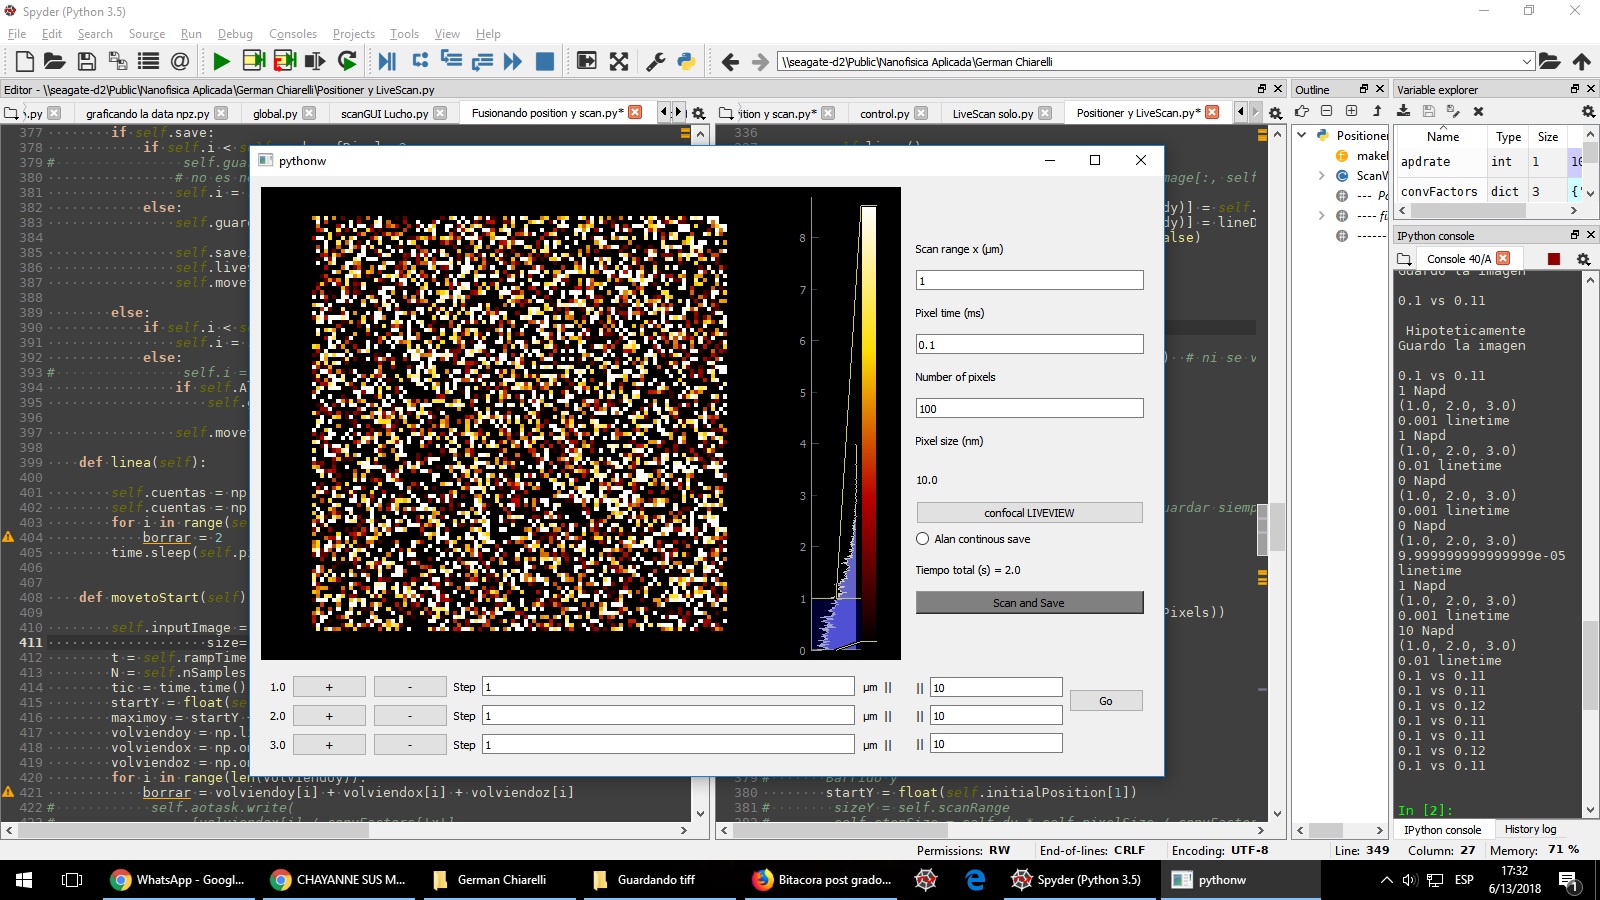 Spyder (Python 3.5)
File Edit Search Source Run Debug Consoles Projects Tools View Help
\\seagate-d2\Public\Nanofisica Aplicada\German Chiarelli
Editor - \\seagate-d2\Public\Nanofisica Aplicada\German Chiarelli\Positioner y LiveScan.py
graficando la data npz.py
global.py
scanGUI Lucho.py
Fusionando position y scan.py*
ition y scan.py*
control.py
LiveScan solo.py
Positioner y LiveScan.py*
377 if self.save:
378 if self.i < 
379 # self.gua
380 # no es n
381 self.i =
382 else:
383 self.guar
384
385 self.save
386 self.live
387 self.movet
388
389 else:
390 if self.i < s
391 self.i =
392 else:
393 # self.i =
394 if self.A
395 self.
396
397 self.movet
398
399 def linea(self):
400
401 self.cuentas = np
402 self.cuentas = np
403 for i in range(se
404 borrar = 2
405 time.sleep(self.p
406
407
408 def movetoStart(self)
409
410 self.inputImage =
411 size=
412 t = self.rampTime
413 N = self.nSamples
414 tic = time.time()
415 startY = float(se
416 maximoy = startY
417 volviendoy = np.l
418 volviendox = np.o
419 volviendoz = np.o
420 for i in range(len(volviendoy)):
421 borrar = volviendoy[i] + volviendox[i] + volviendoz[i]
422 # self.aotask.write(
336
mage[:, self
dy)] = self.
dy)] = lineD
alse)
) # ni se v
uardar siemp
Pixels))
380 startY = float(self.initialPosition[1])
381 # sizeY = self.scanRange
pythonw
8
7
6
5
4
3
2
1
0
Scan range x (µm)
1
Pixel time (ms)
0.1
Number of pixels
100
Pixel size (nm)
10.0
confocal LIVEVIEW
Alan continous save
Tiempo total (s) = 2.0
Scan and Save
1.0 + - Step 1 µm || || 10
2.0 + - Step 1 µm || || 10
3.0 + - Step 1 µm || || 10
Go
Outline
Positioner
makeI
ScanW
--- Po
---- fi
------
Variable explorer
Name Type Size
apdrate int 1 10
convFactors dict 3 {'
IPython console
Console 40/A
Guardo la imagen
0.1 vs 0.11
Hipoteticamente
Guardo la imagen
0.1 vs 0.11
1 Napd
(1.0, 2.0, 3.0)
0.001 linetime
1 Napd
(1.0, 2.0, 3.0)
0.01 linetime
0 Napd
(1.0, 2.0, 3.0)
0.001 linetime
0 Napd
(1.0, 2.0, 3.0)
9.999999999999999e-05
linetime
1 Napd
(1.0, 2.0, 3.0)
0.001 linetime
10 Napd
(1.0, 2.0, 3.0)
0.01 linetime
0.1 vs 0.11
0.1 vs 0.11
0.1 vs 0.12
0.1 vs 0.11
0.1 vs 0.11
0.1 vs 0.12
0.1 vs 0.11
In [2]:
IPython console History log
Permissions: RW End-of-lines: CRLF Encoding: UTF-8 Line: 349 Column: 27 Memory: 71 %
WhatsApp - Googl...
CHAYANNE SUS M...
German Chiarelli
Guardando tiff
Bitacora post grado...
Spyder (Python 3.5)
pythonw
ESP
17:32
6/13/2018
1